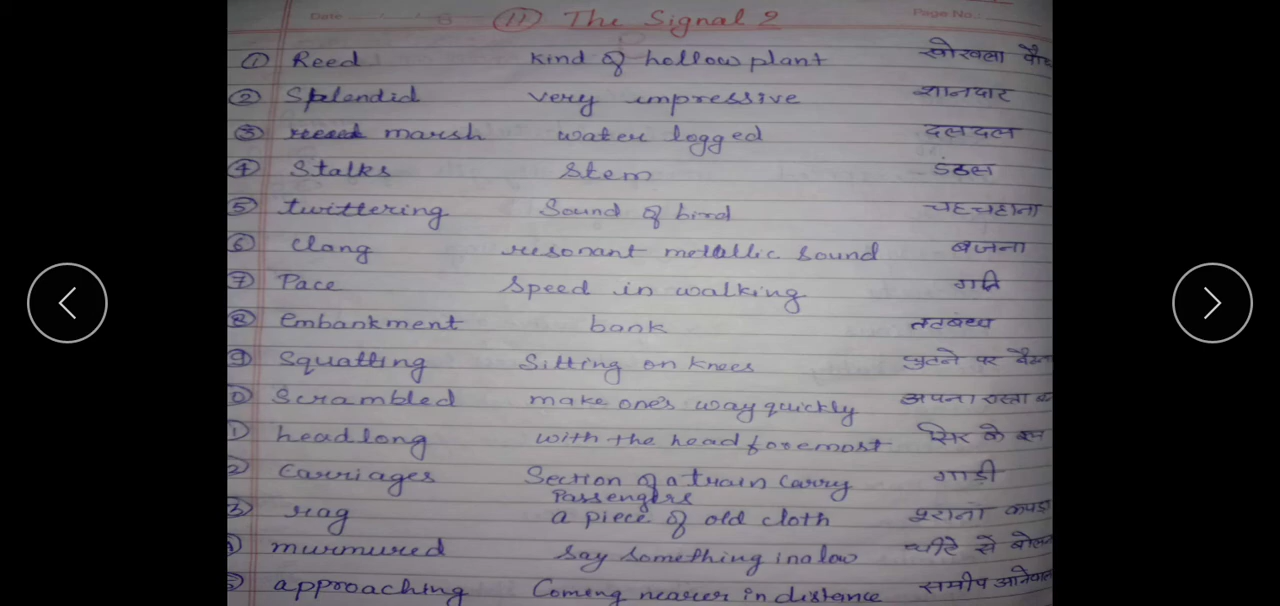 Date
(11) The Signal 2
Page No.
① Reed kind of hollow plant खोखला
② Splendid very impressive शानदार
③ marsh water logged दलदल
④ Stalks Stem डंठल
⑤ twittering Sound of bird चहचहाना
⑥ clang resonant metallic sound बजना
⑦ Pace Speed in walking गति
⑧ embankment bank तटबंध
⑨ Squatting Sitting on knees घुटने पर
Scrambled make one's way quickly अपना रास्ता
headlong with the head foremost सिर के बल
Carriages Section of a train carry Passengers गाड़ी
rag a piece of old cloth पुराना कपड़ा
murmured say something in a low से
approaching Coming nearer in distance समीप